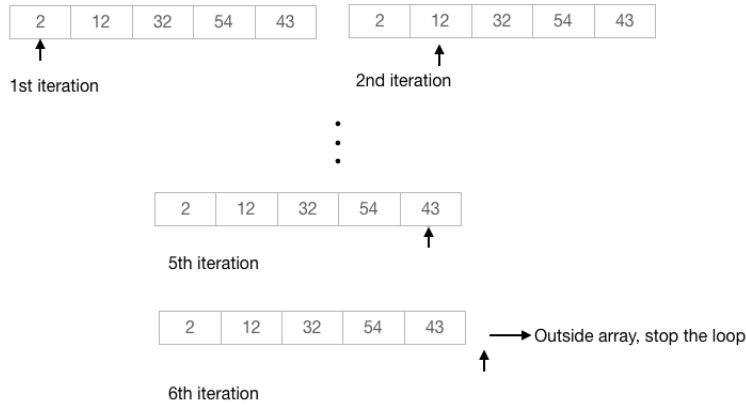 2 12 32 54 43
2 12 32 54 43
1st iteration
2nd iteration
2 12 32 54 43
5th iteration
2 12 32 54 43
Outside array, stop the loop
6th iteration